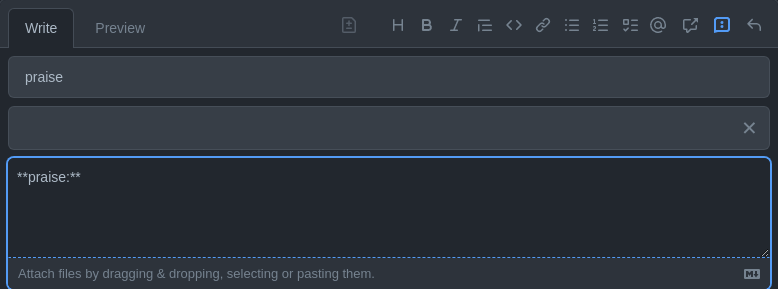 Write Preview
praise
**praise:**
Attach files by dragging & dropping, selecting or pasting them.